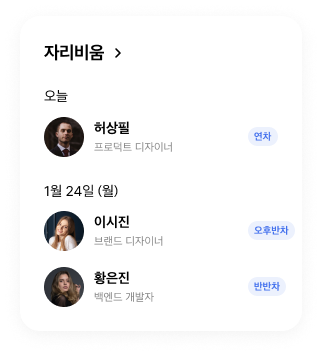 자리비움
오늘
허상필
프로덕트 디자이너
연차
1월 24일 (월)
이시진
브랜드 디자이너
오후반차
황은진
백엔드 개발자
반반차